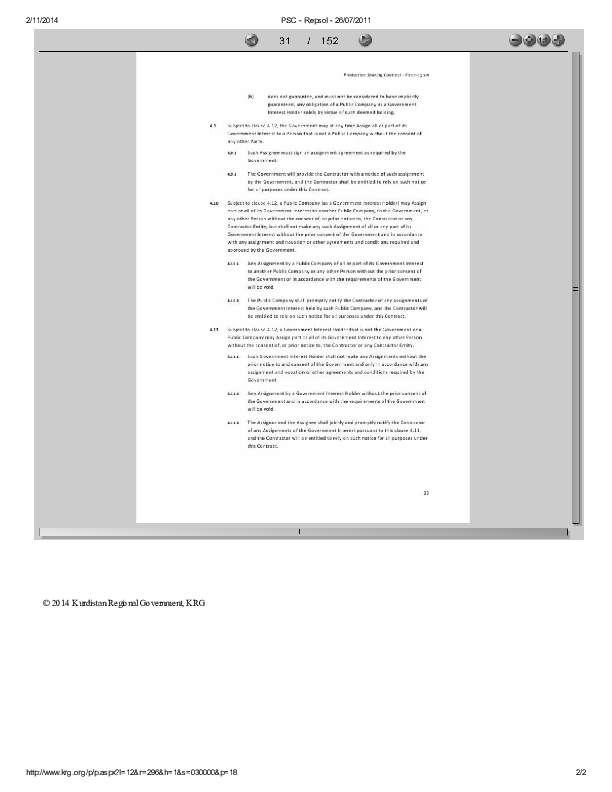 2/11/2014 PSC - Repsol - 26/07/2011
31 / 152
Production Sharing Contract -
(b) does not guarantee, and must not be considered to have implicitly
guaranteed, any obligation of a Public Company as a Government
Interest Holder solely by virtue of such deemed holding.
4.9 Subject to clause 4.12, the Government may at any time Assign all or part of its
Government Interest to a Person that is not a Public Company without the consent of
any other Party.
4.9.1 Such Assignee must sign an assignment agreement as required by the
Government.
4.9.2 The Government will provide the Contractor with a notice of such assignment
by the Government, and the Contractor shall be entitled to rely on such notice
for all purposes under this Contract.
4.10 Subject to clause 4.12, a Public Company (as a Government Interest Holder) may Assign
part or all of its Government Interest to another Public Company, to the Government, or
any other Person without the consent of, or prior notice to, the Contractor or any
Contractor Entity, but shall not make any such Assignment of all or any part of its
Government Interest without the prior consent of the Government and in accordance
with any assignment and novation or other agreements and conditions required and
approved by the Government.
4.10.1 Any Assignment by a Public Company of all or part of its Government Interest
to another Public Company or any other Person without the prior consent of
the Government or in accordance with the requirements of the Government
will be void.
4.10.2 The Public Company shall promptly notify the Contractor of any Assignments of
the Government Interest held by such Public Company, and the Contractor will
be entitled to rely on such notice for all purposes under this Contract.
4.11 Subject to clause 4.12, a Government Interest Holder that is not the Government or a
Public Company may Assign part or all of its Government Interest to any other Person
without the consent of, or prior notice to, the Contractor or any Contractor Entity.
4.11.1 Such Government Interest Holder shall not make any Assignments without the
prior notice to and consent of the Government and only in accordance with any
assignment and novation or other agreements and conditions required by the
Government.
4.11.2 Any Assignment by a Government Interest Holder without the prior consent of
the Government and in accordance with the requirements of the Government
will be void.
4.11.3 The Assignor and the Assignee shall jointly and promptly notify the Contractor
of any Assignments of the Government Interest pursuant to this clause 4.11,
and the Contractor will be entitled to rely on such notice for all purposes under
this Contract.
23
© 2014 Kurdistan Regional Government, KRG
http://www.krg.org/p/p.aspx?l=12&r=296&h=1&s=030000&p=18 2/2